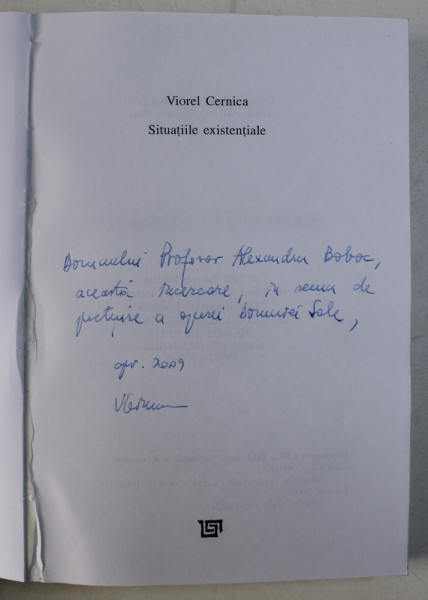 Viorel Cernica
Situațiile existențiale
Domnului Profesor Alexandru Boboc,
această încercare, în semn de
prețuire a operei Domniei Sale,
apr. 2009